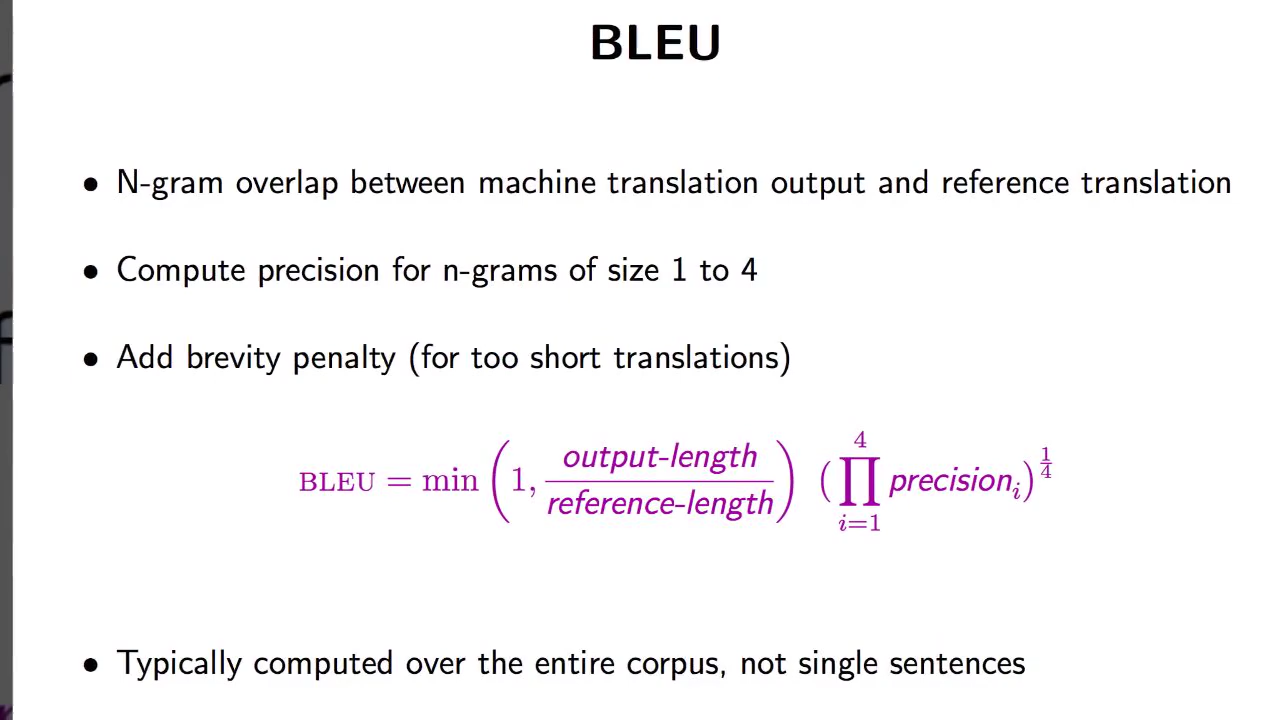 BLEU
• N-gram overlap between machine translation output and reference translation
• Compute precision for n-grams of size 1 to 4
• Add brevity penalty (for too short translations)
BLEU = min (1, output-length / reference-length) (∏_{i=1}^{4} precision_i)^{1/4}
• Typically computed over the entire corpus, not single sentences